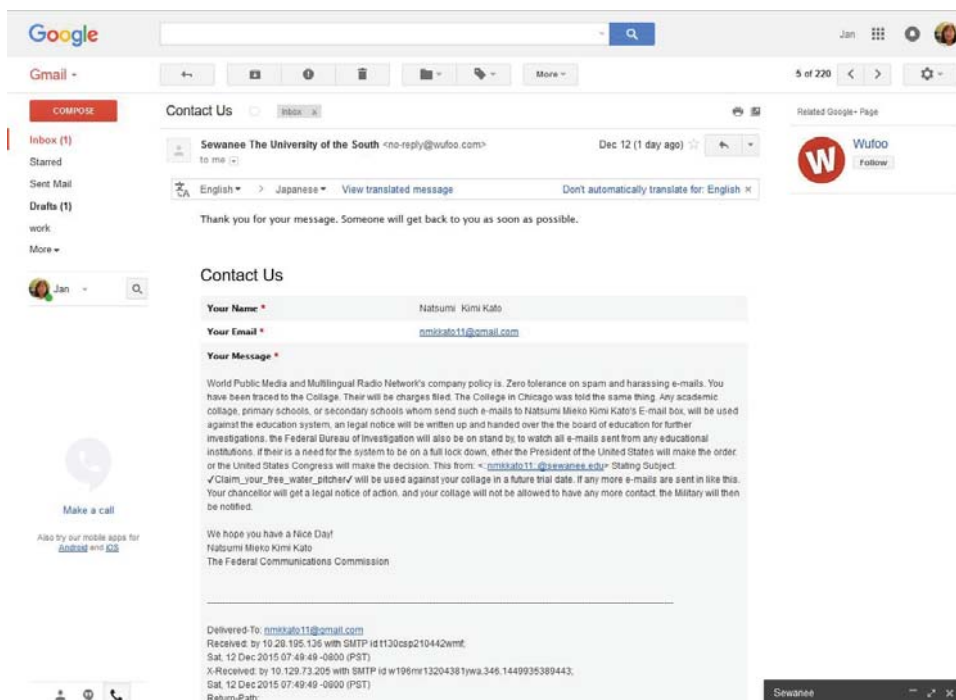 Google
Jan
Gmail
More
5 of 220
COMPOSE
Contact Us
Inbox x
Related Google+ Page
Inbox (1)
Starred
Sent Mail
Drafts (1)
work
More
Sewanee The University of the South <no-reply@wufoo.com>
Dec 12 (1 day ago)
to me
Wufoo
Follow
English > Japanese View translated message
Don't automatically translate for: English x
Thank you for your message. Someone will get back to you as soon as possible.
Jan
Contact Us
Your Name * Natsumi Kimi Kato
Your Email * nmkkato11@gmail.com
Your Message *
World Public Media and Multilingual Radio Network's company policy is. Zero tolerance on spam and harassing e-mails. You
have been traced to the Collage. Their will be charges filed. The College in Chicago was told the same thing. Any academic
collage, primary schools, or secondary schools whom send such e-mails to Natsumi Mieko Kimi Kato's E-mail box, will be used
against the education system, an legal notice will be written up and handed over the the board of education for further
investigations. the Federal Bureau of Investigation will also be on stand by, to watch all e-mails sent from any educational
institutions. if their is a need for the system to be on a full lock down, ether the President of the United States will make the order.
or the United States Congress will make the decision. This from: <::nmkkato11::@sewanee.edu> Stating Subject:
✓Claim_your_free_water_pitcher✓ will be used against your collage in a future trial date. If any more e-mails are sent in like this.
Your chancellor will get a legal notice of action. and your collage will not be allowed to have any more contact. the Military will then
be notified.
We hope you have a Nice Day!
Natsumi Mieko Kimi Kato
The Federal Communications Commission
Make a call
Also try our mobile apps for
Android and iOS
Delivered-To: nmkkato11@gmail.com
Received: by 10.28.195.136 with SMTP id t130csp210442wmf;
Sat, 12 Dec 2015 07:49:49 -0800 (PST)
X-Received: by 10.129.73.205 with SMTP id w196mr13204381ywa.346.1449935389443;
Sat, 12 Dec 2015 07:49:49 -0800 (PST)
Return-Path:
Sewanee